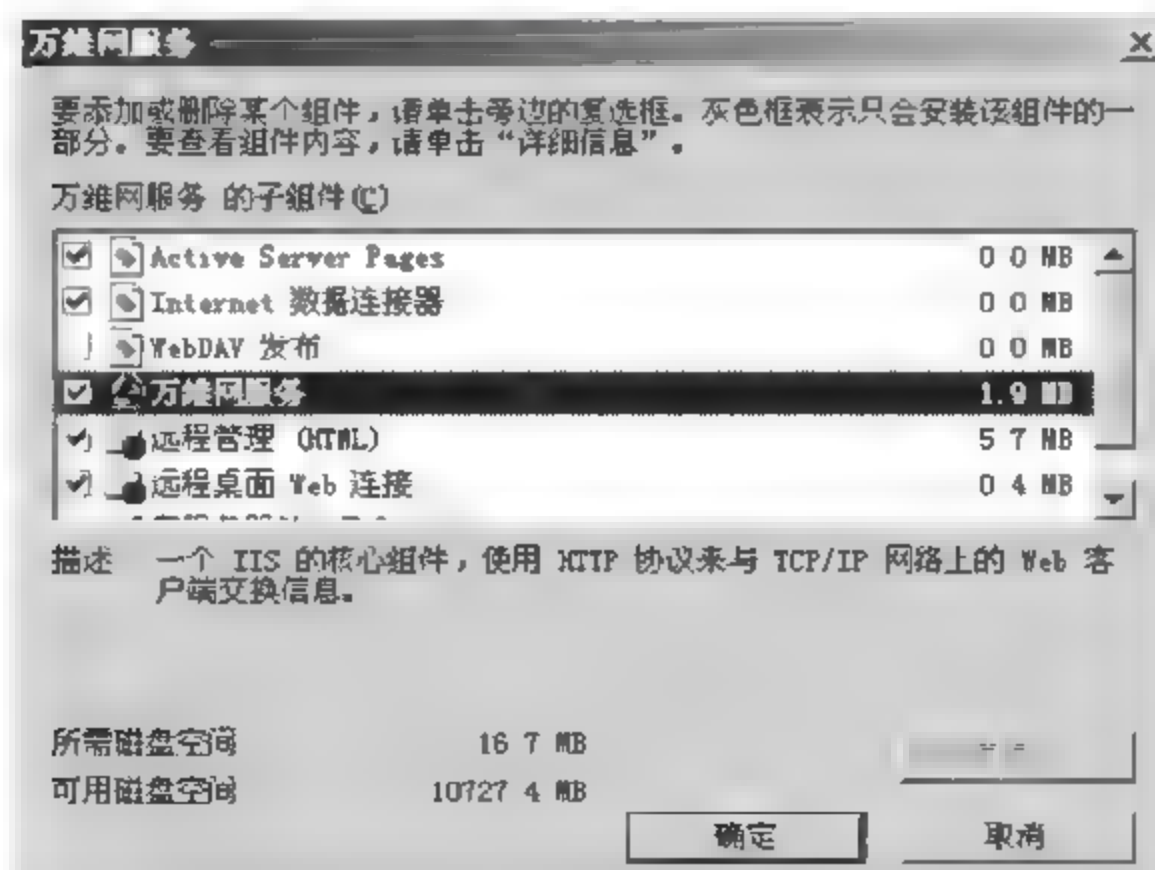 万维网服务
要添加或删除某个组件，请单击旁边的复选框。灰色框表示只会安装该组件的一
部分。要查看组件内容，请单击“详细信息”。
万维网服务 的子组件(C)
Active Server Pages 0 0 MB
Internet 数据连接器 0 0 MB
WebDAV 发布 0 0 MB
万维网服务 1.9 MB
远程管理 (HTML) 5 7 MB
远程桌面 Web 连接 0 4 MB
描述 一个 IIS 的核心组件，使用 HTTP 协议来与 TCP/IP 网络上的 Web 客
户端交换信息。
所需磁盘空间 16 7 MB
可用磁盘空间 10727 4 MB
确定 取消